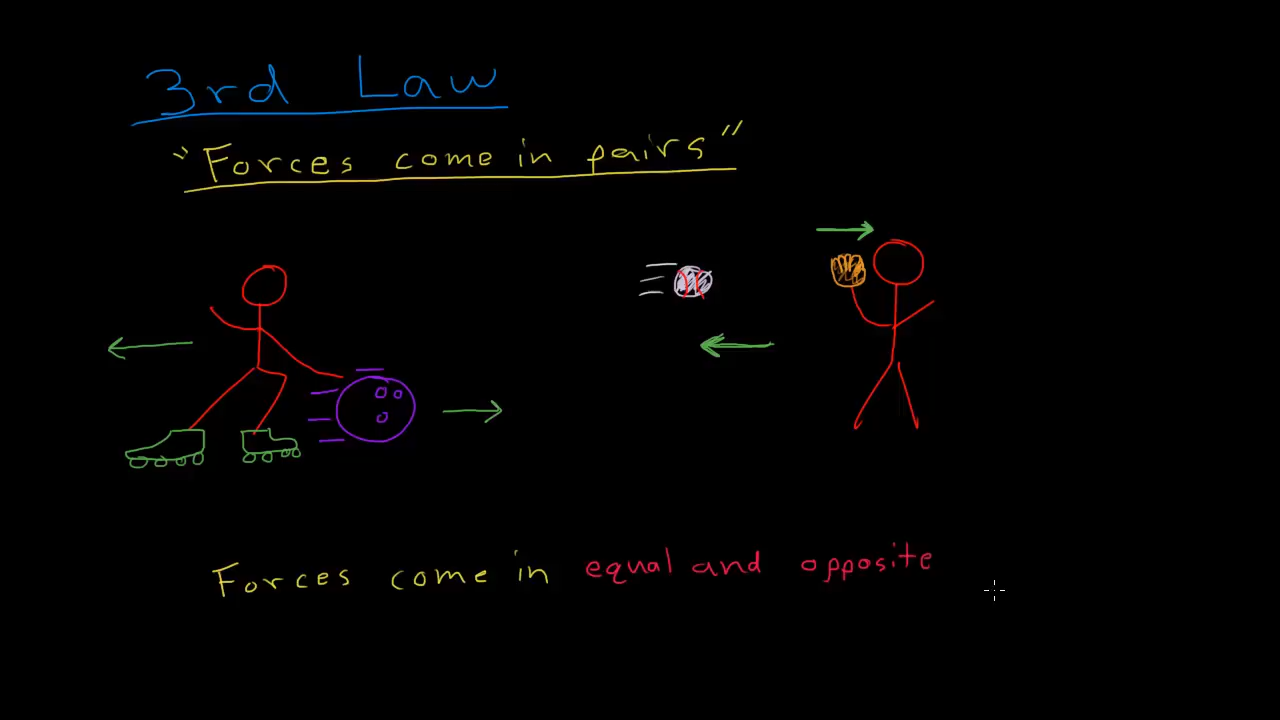 3rd Law
"Forces come in pairs"
Forces come in equal and opposite